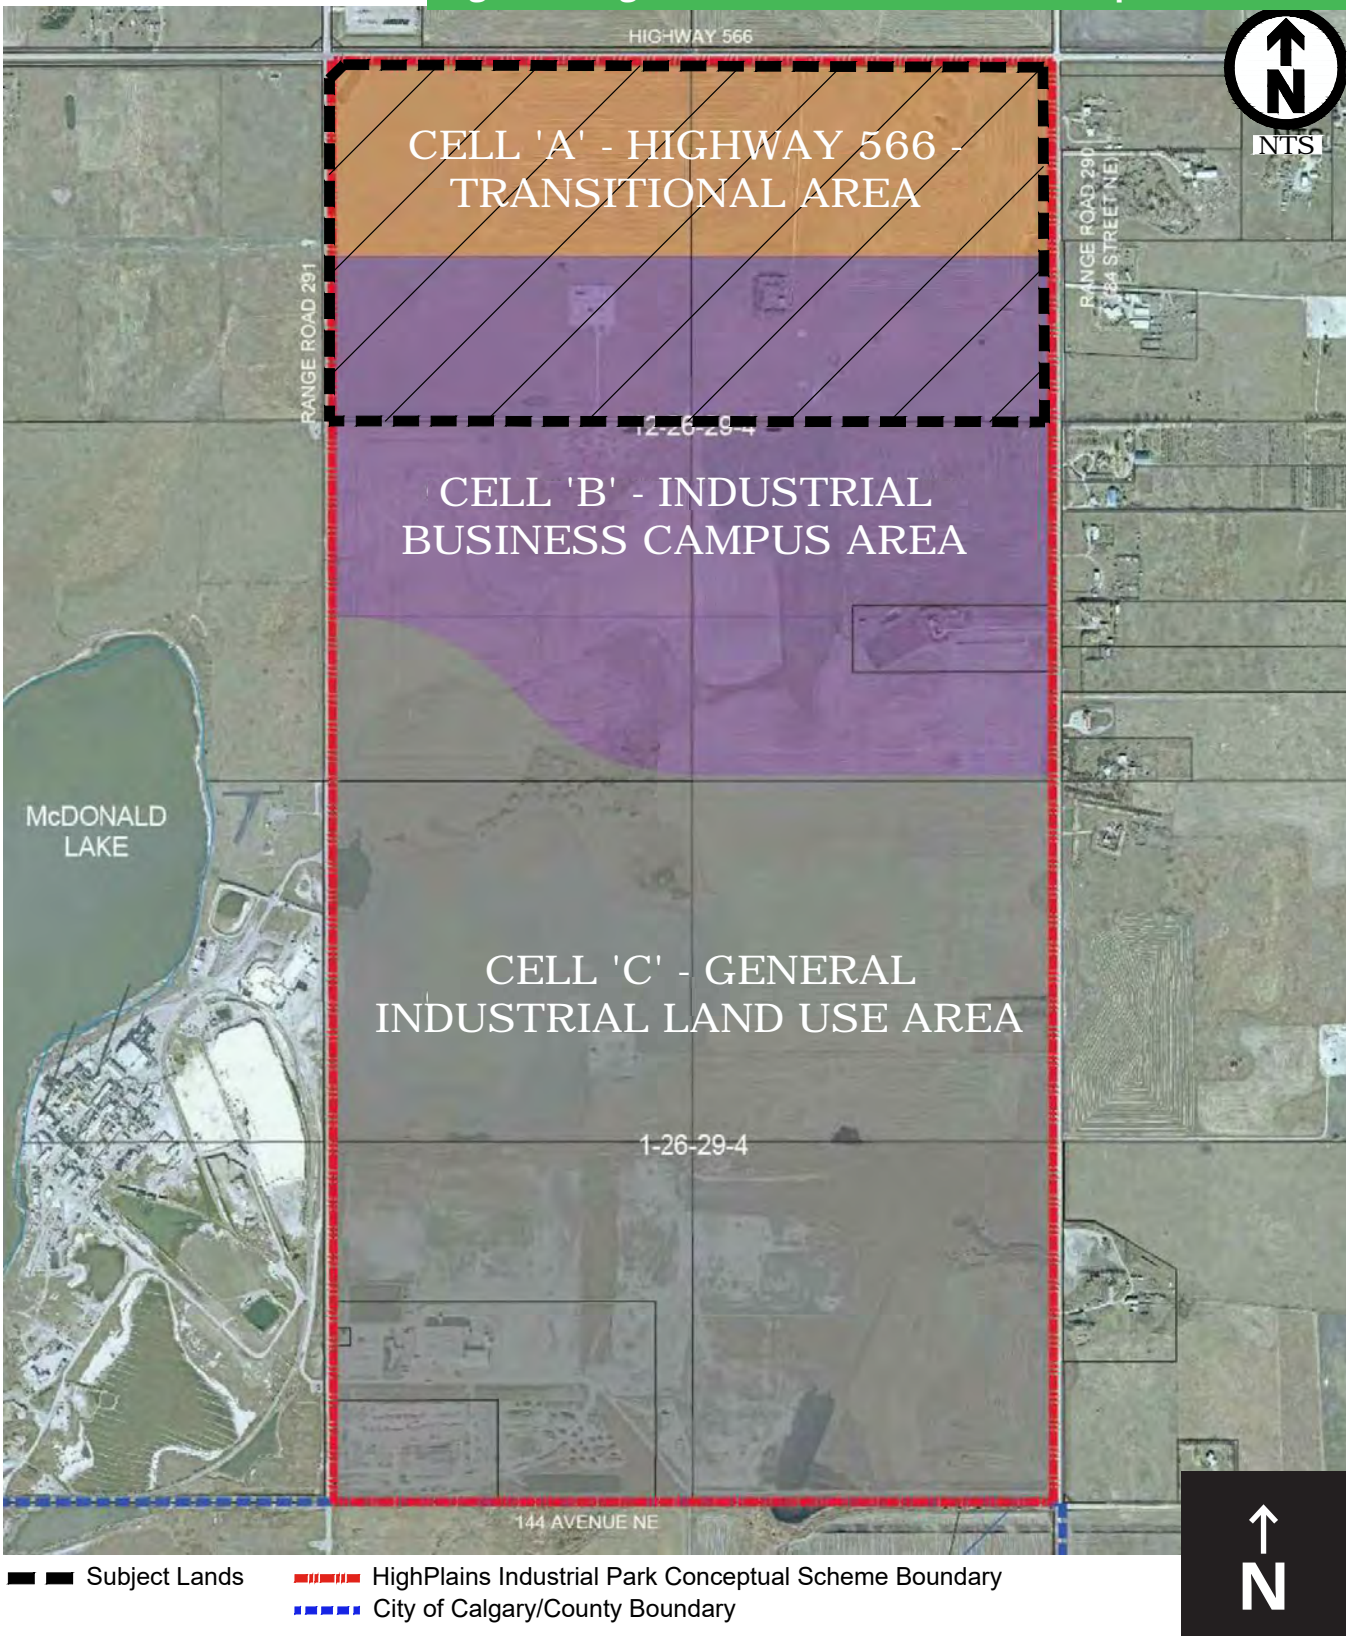 HIGHWAY 566
N
NTS
CELL 'A' - HIGHWAY 566 -
TRANSITIONAL AREA
RANGE ROAD 291
RANGE ROAD 290
(84 STREET NE)
12-26-29-4
CELL 'B' - INDUSTRIAL
BUSINESS CAMPUS AREA
McDONALD
LAKE
CELL 'C' - GENERAL
INDUSTRIAL LAND USE AREA
1-26-29-4
144 AVENUE NE
Subject Lands
HighPlains Industrial Park Conceptual Scheme Boundary
City of Calgary/County Boundary
N